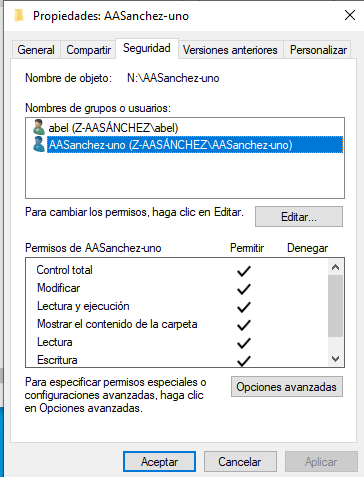 Propiedades: AASanchez-uno
General Compartir Seguridad Versiones anteriores Personalizar
Nombre de objeto: N:\AASanchez-uno
Nombres de grupos o usuarios:
abel (Z-AASÁNCHEZ\abel)
AASanchez-uno (Z-AASÁNCHEZ\AASanchez-uno)
Para cambiar los permisos, haga clic en Editar.
Editar...
Permisos de AASanchez-uno Permitir Denegar
Control total
Modificar
Lectura y ejecución
Mostrar el contenido de la carpeta
Lectura
Escritura
Para especificar permisos especiales o
configuraciones avanzadas, haga clic
en Opciones avanzadas.
Opciones avanzadas
Aceptar Cancelar Aplicar